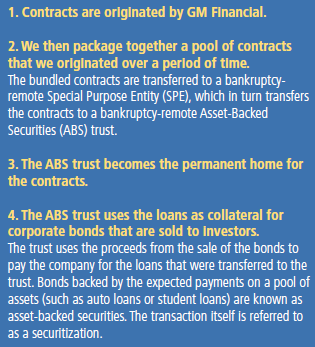 1. Contracts are originated by GM Financial.
2. We then package together a pool of contracts
that we originated over a period of time.
The bundled contracts are transferred to a bankruptcy-
remote Special Purpose Entity (SPE), which in turn transfers
the contracts to a bankruptcy-remote Asset-Backed
Securities (ABS) trust.
3. The ABS trust becomes the permanent home for
the contracts.
4. The ABS trust uses the loans as collateral for
corporate bonds that are sold to investors.
The trust uses the proceeds from the sale of the bonds to
pay the company for the loans that were transferred to the
trust. Bonds backed by the expected payments on a pool of
assets (such as auto loans or student loans) are known as
asset-backed securities. The transaction itself is referred to
as a securitization.